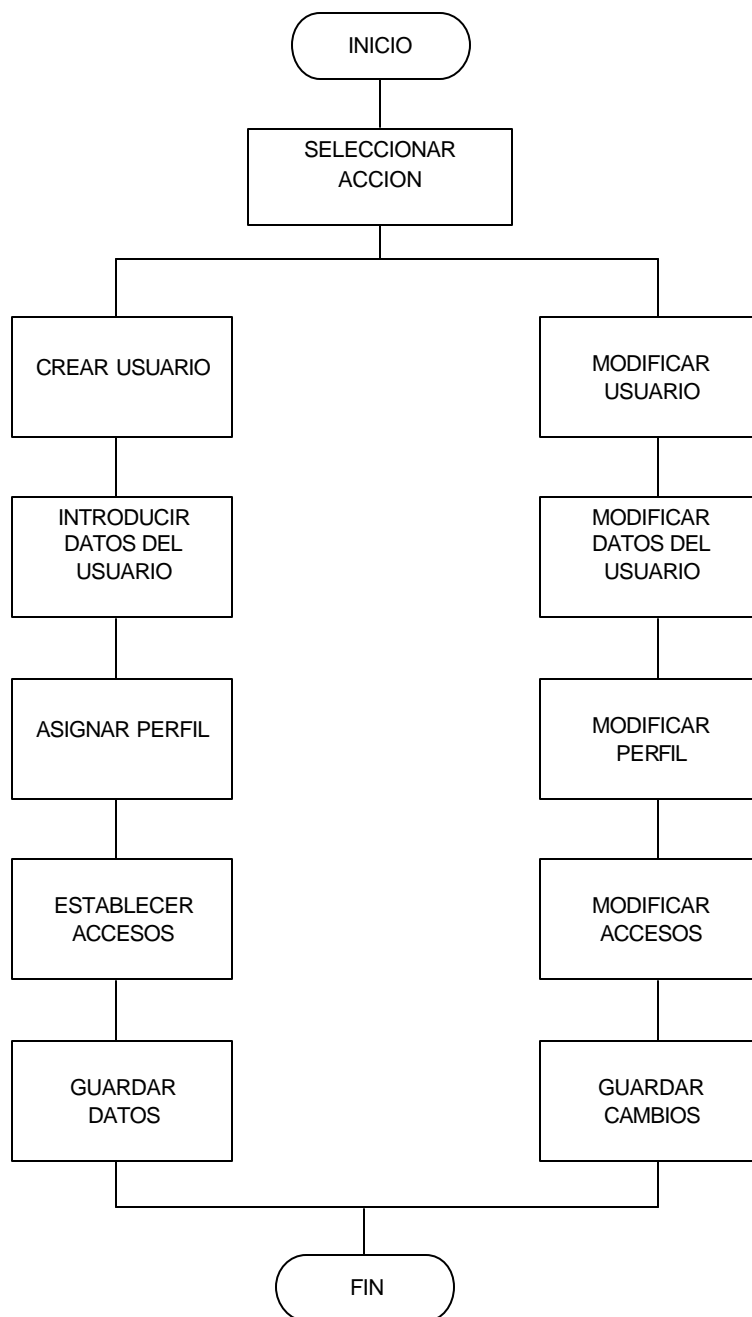 INICIO
SELECCIONAR
ACCION
CREAR USUARIO
MODIFICAR
USUARIO
INTRODUCIR
DATOS DEL
USUARIO
MODIFICAR
DATOS DEL
USUARIO
ASIGNAR PERFIL
MODIFICAR
PERFIL
ESTABLECER
ACCESOS
MODIFICAR
ACCESOS
GUARDAR
DATOS
GUARDAR
CAMBIOS
FIN